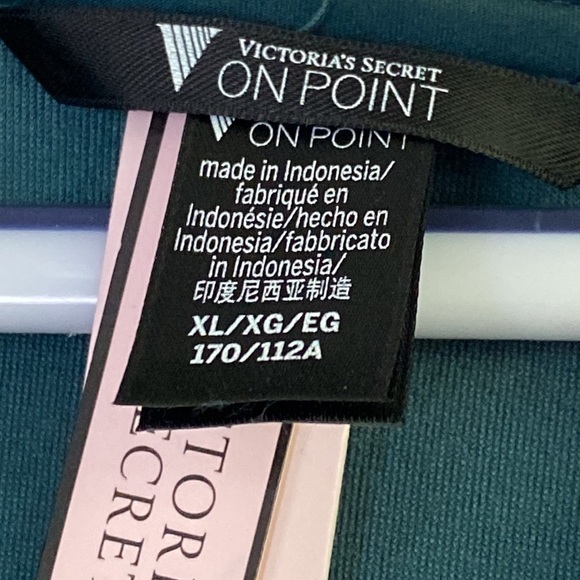 VICTORIA'S SECRET
ON POINT
ON POINT
made in Indonesia/
fabriqué en
Indonésie/hecho en
Indonesia/fabbricato
in Indonesia/
印度尼西亚制造
XL/XG/EG
170/112A